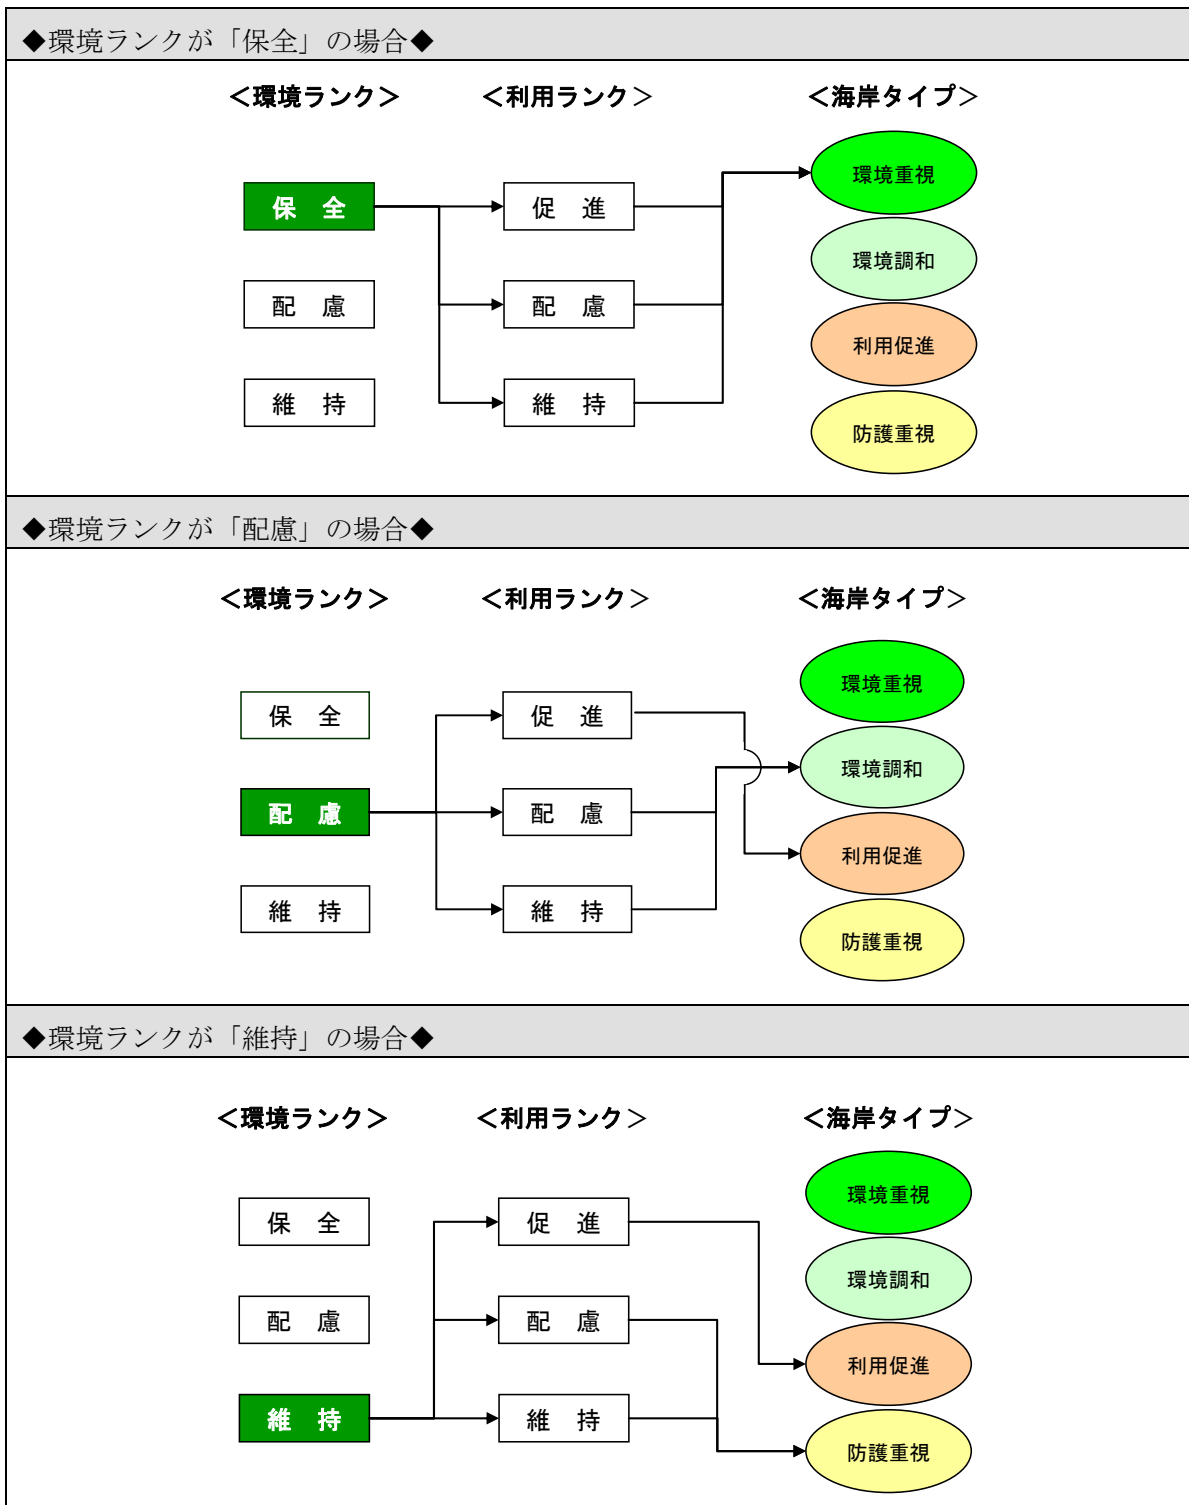 ◆環境ランクが「保全」の場合◆
＜環境ランク＞ ＜利用ランク＞ ＜海岸タイプ＞
環境重視
保 全 促 進
環境調和
配 慮 配 慮
利用促進
維 持 維 持
防護重視
◆環境ランクが「配慮」の場合◆
＜環境ランク＞ ＜利用ランク＞ ＜海岸タイプ＞
環境重視
保 全 促 進
環境調和
配 慮 配 慮
利用促進
維 持 維 持
防護重視
◆環境ランクが「維持」の場合◆
＜環境ランク＞ ＜利用ランク＞ ＜海岸タイプ＞
環境重視
保 全 促 進
環境調和
配 慮 配 慮
利用促進
維 持 維 持
防護重視